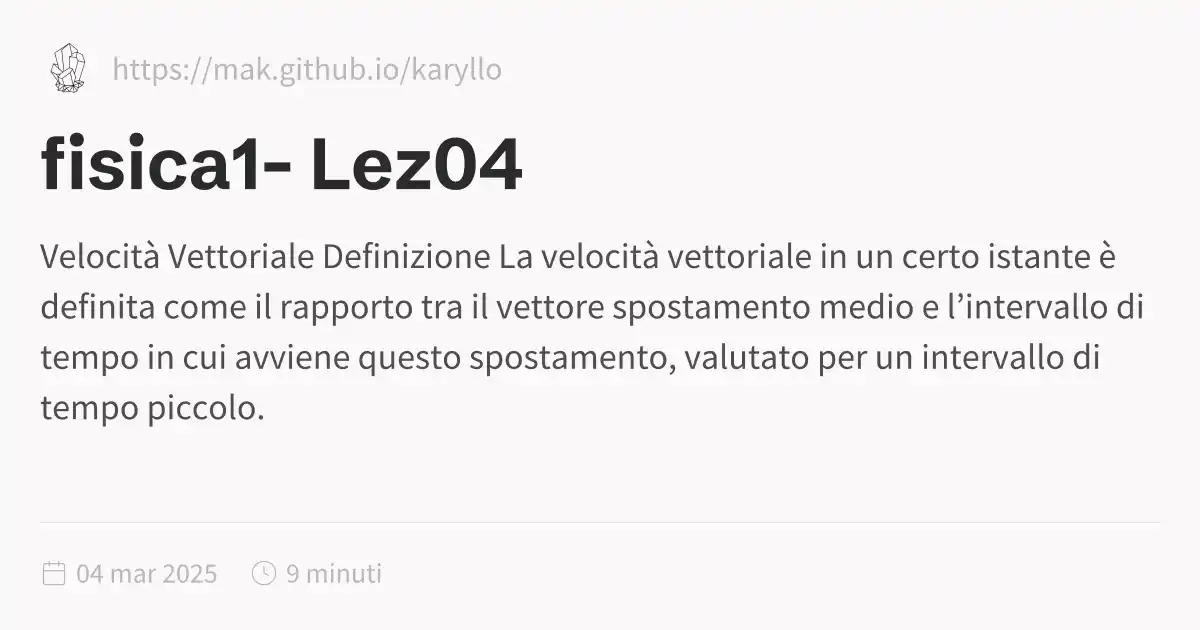 https://mak.github.io/karyllo
fisica1- Lez04
Velocità Vettoriale Definizione La velocità vettoriale in un certo istante è
definita come il rapporto tra il vettore spostamento medio e l’intervallo di
tempo in cui avviene questo spostamento, valutato per un intervallo di
tempo piccolo.
04 mar 2025 9 minuti